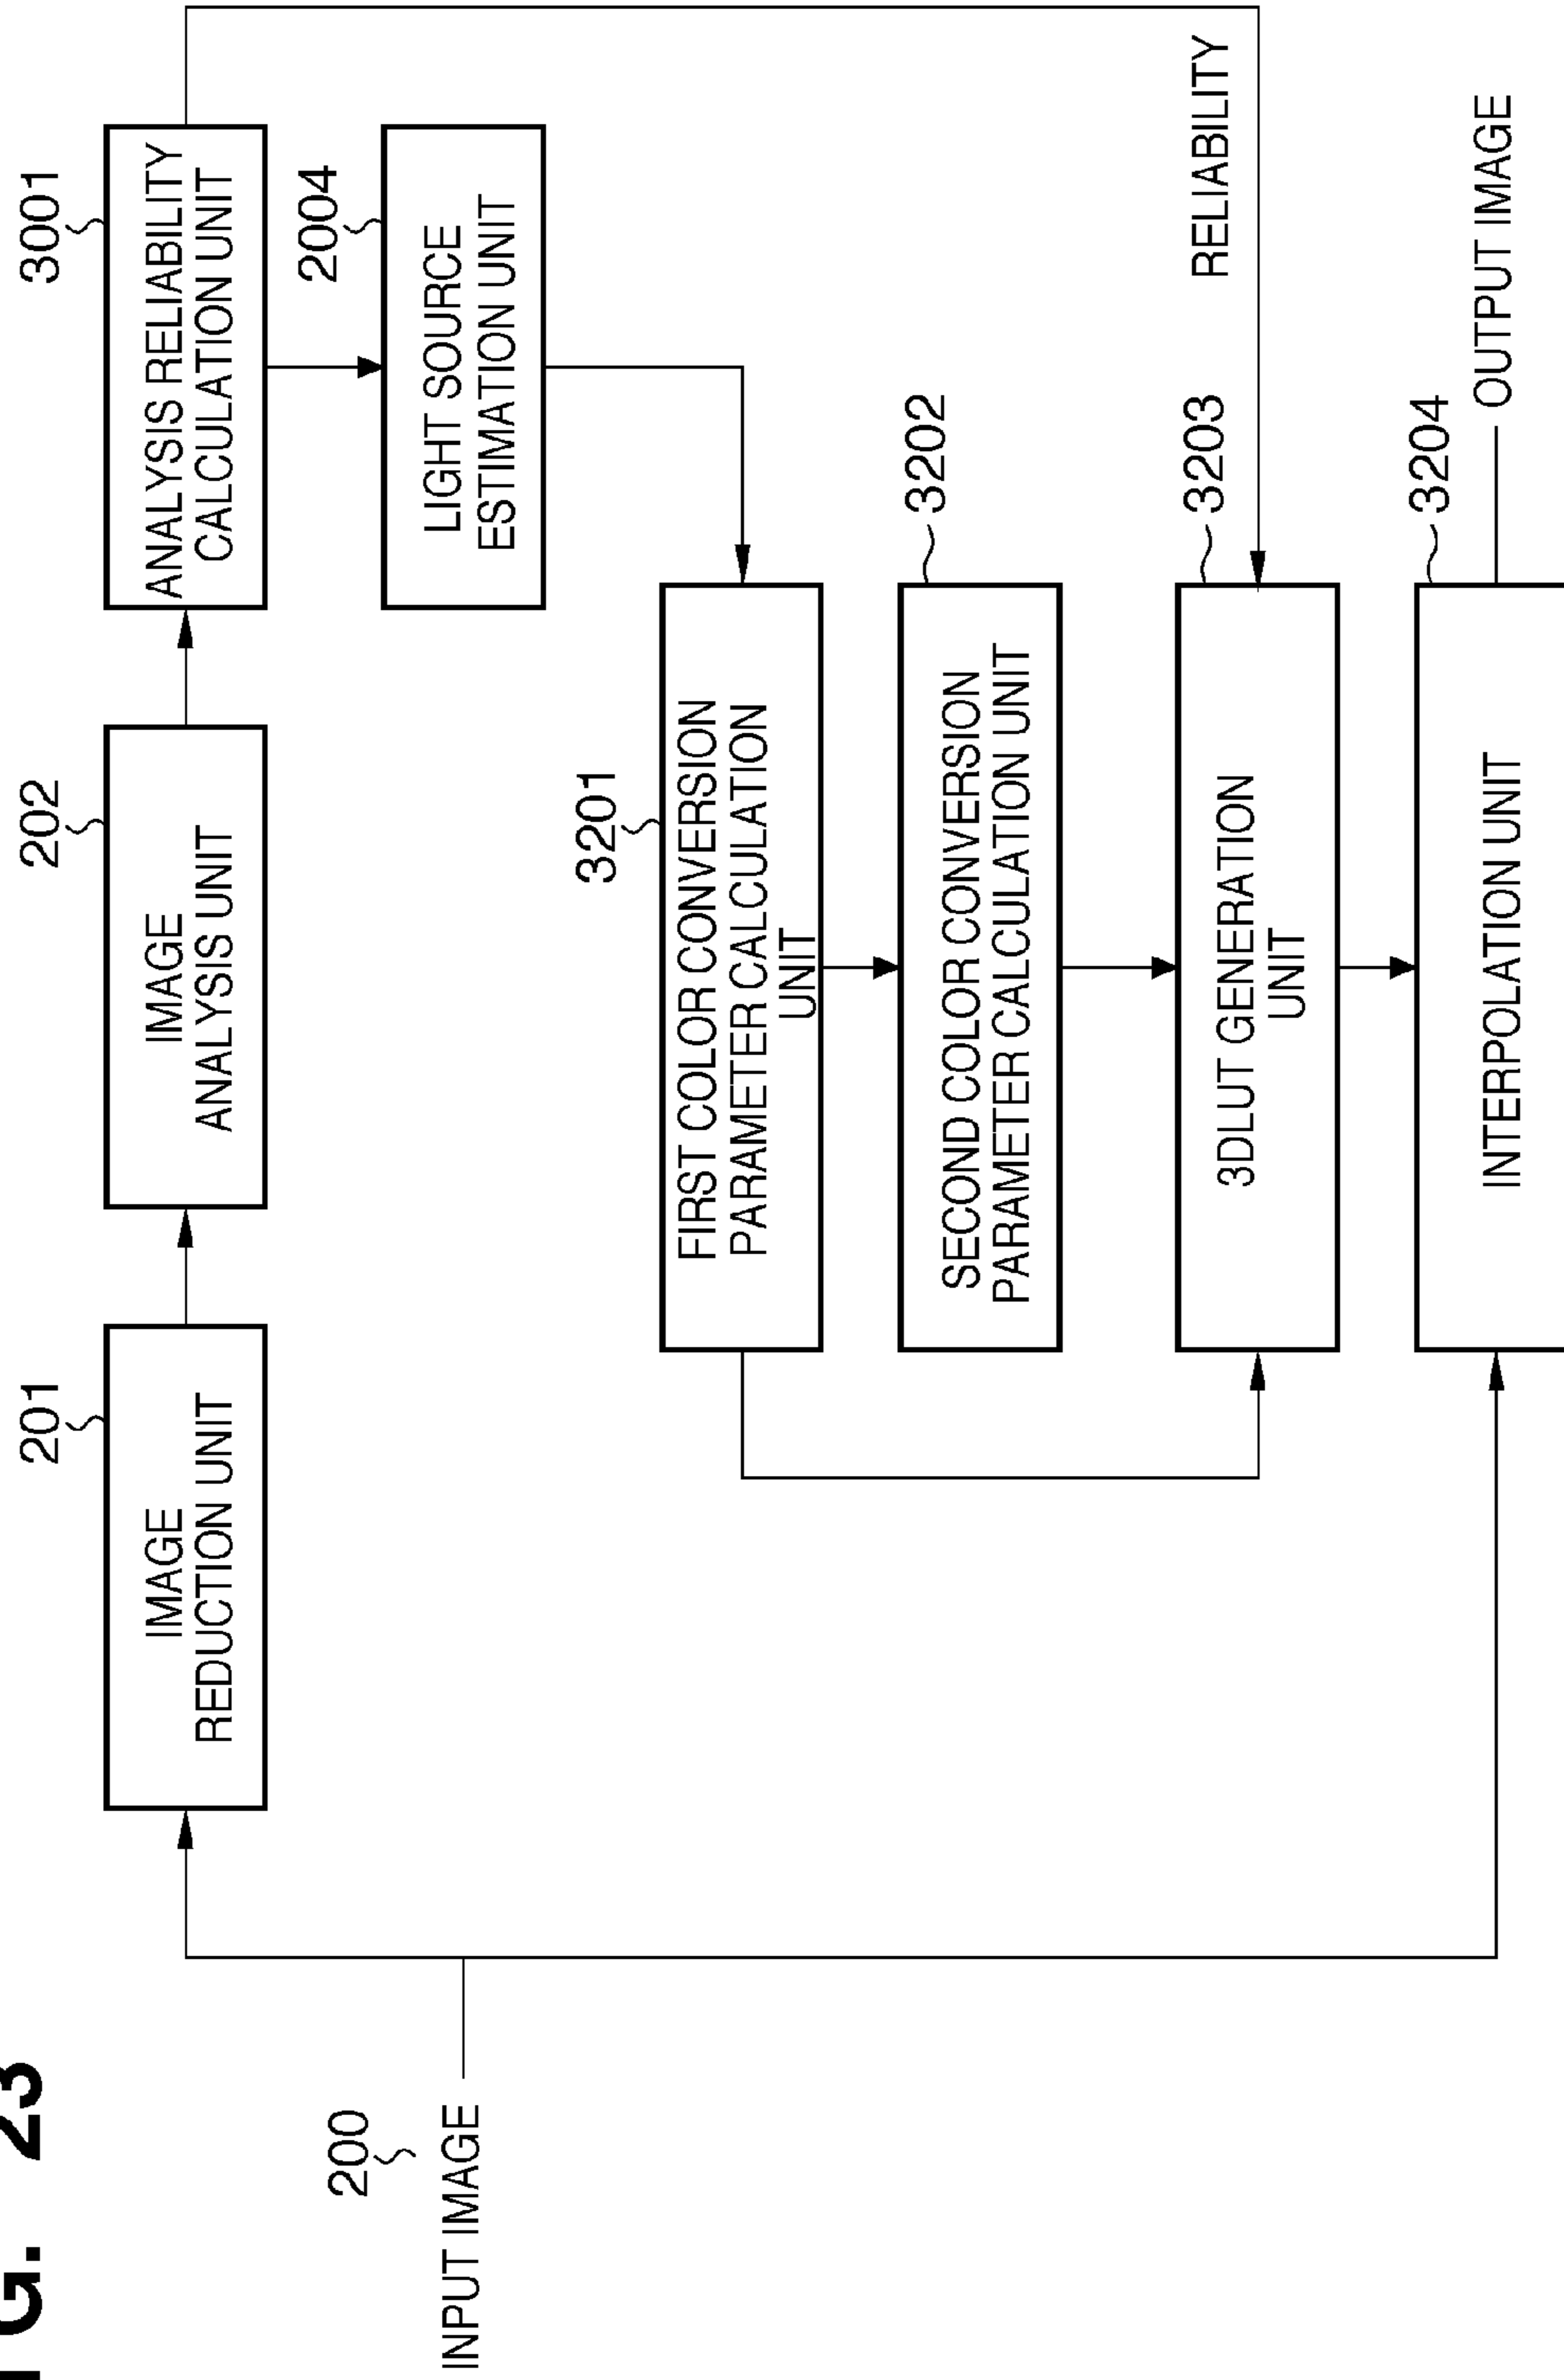 G. 23
200
INPUT IMAGE
201
IMAGE
REDUCTION UNIT
202
IMAGE
ANALYSIS UNIT
3001
ANALYSIS RELIABILITY
CALCULATION UNIT
2004
LIGHT SOURCE
ESTIMATION UNIT
3201
FIRST COLOR CONVERSION
PARAMETER CALCULATION
UNIT
3202
SECOND COLOR CONVERSION
PARAMETER CALCULATION UNIT
RELIABILITY
3203
3DLUT GENERATION
UNIT
3204
INTERPOLATION UNIT
OUTPUT IMAGE